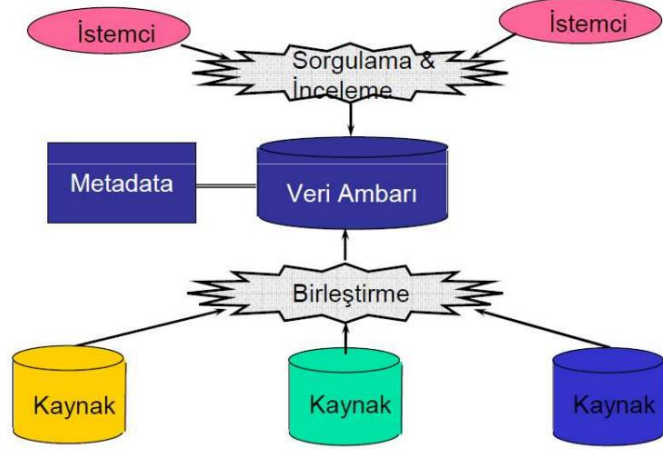 İstemci
İstemci
Sorgulama &
İnceleme
Metadata
Veri Ambarı
Birleştirme
Kaynak
Kaynak
Kaynak